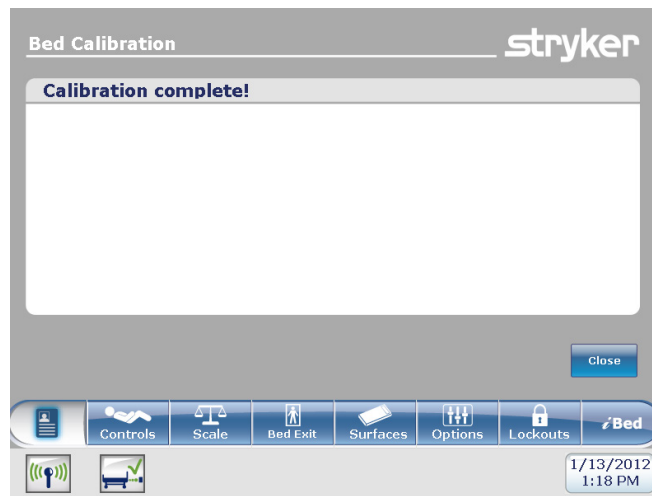 Bed Calibration
stryker
Calibration complete!
Close
Controls
Scale
Bed Exit
Surfaces
Options
Lockouts
iBed
1/13/2012
1:18 PM